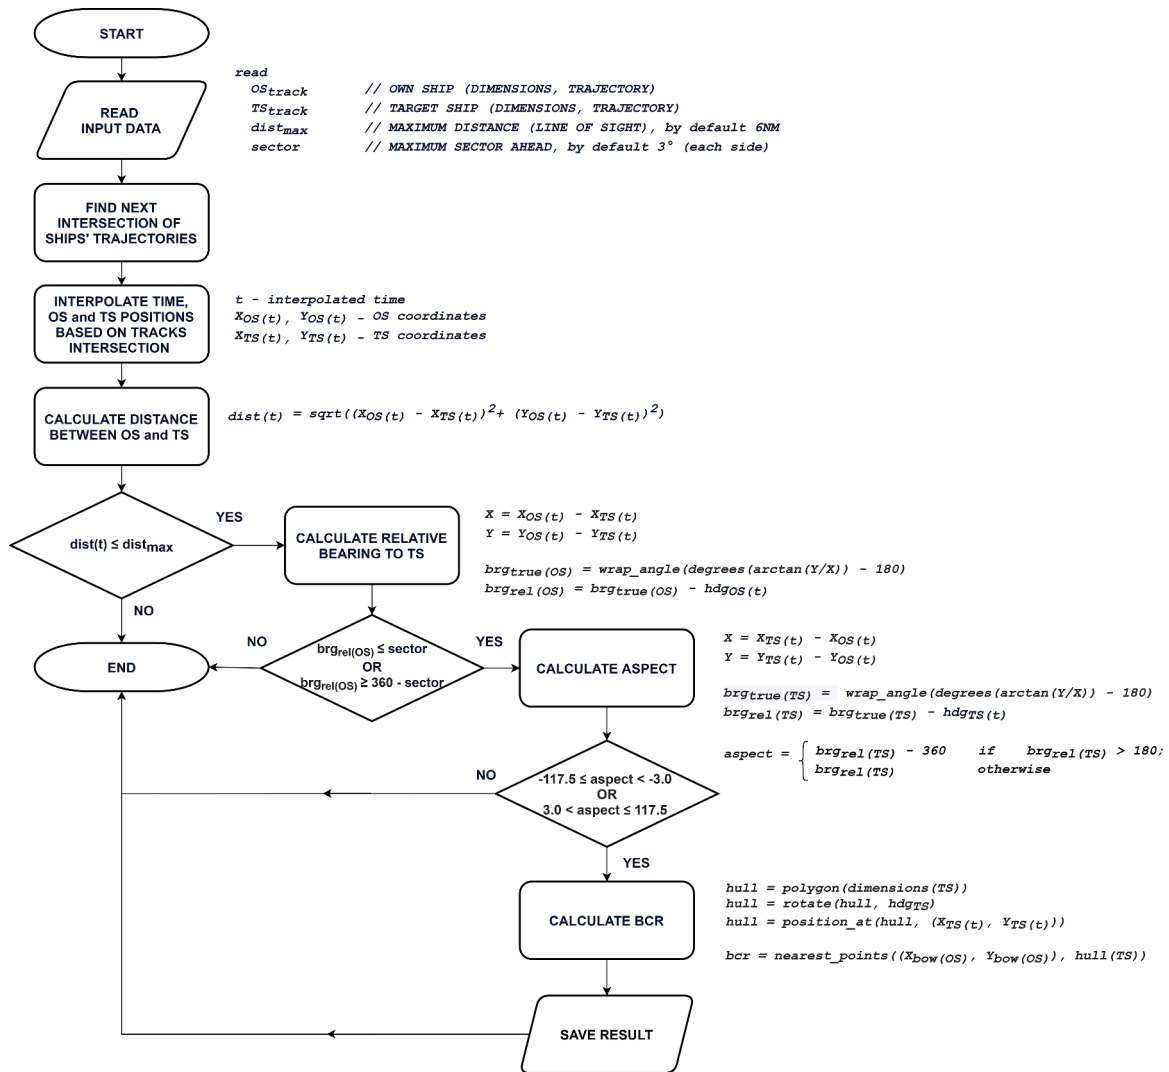 START
READ
INPUT DATA
read
OStrack // OWN SHIP (DIMENSIONS, TRAJECTORY)
TStrack // TARGET SHIP (DIMENSIONS, TRAJECTORY)
distmax // MAXIMUM DISTANCE (LINE OF SIGHT), by default 6NM
sector // MAXIMUM SECTOR AHEAD, by default 3° (each side)
FIND NEXT
INTERSECTION OF
SHIPS' TRAJECTORIES
INTERPOLATE TIME,
OS and TS POSITIONS
BASED ON TRACKS
INTERSECTION
t - interpolated time
XOS(t), YOS(t) - OS coordinates
XTS(t), YTS(t) - TS coordinates
CALCULATE DISTANCE
BETWEEN OS and TS
dist(t) = sqrt((XOS(t) - XTS(t))2+ (YOS(t) - YTS(t))2)
dist(t) ≤ distmax
YES
NO
CALCULATE RELATIVE
BEARING TO TS
X = XOS(t) - XTS(t)
Y = YOS(t) - YTS(t)
brgtrue(OS) = wrap_angle(degrees(arctan(Y/X)) - 180)
brgrel(OS) = brgtrue(OS) - hdgOS(t)
END
NO
brgrel(OS) ≤ sector
OR
brgrel(OS) ≥ 360 - sector
YES
CALCULATE ASPECT
X = XTS(t) - XOS(t)
Y = YTS(t) - YOS(t)
brgtrue(TS) = wrap_angle(degrees(arctan(Y/X)) - 180)
brgrel(TS) = brgtrue(TS) - hdgTS(t)
aspect = { brgrel(TS) - 360 if brgrel(TS) > 180;
brgrel(TS) otherwise
NO
-117.5 ≤ aspect < -3.0
OR
3.0 < aspect ≤ 117.5
YES
CALCULATE BCR
hull = polygon(dimensions(TS))
hull = rotate(hull, hdgTS)
hull = position_at(hull, (XTS(t), YTS(t)))
bcr = nearest_points((Xbow(OS), Ybow(OS)), hull(TS))
SAVE RESULT